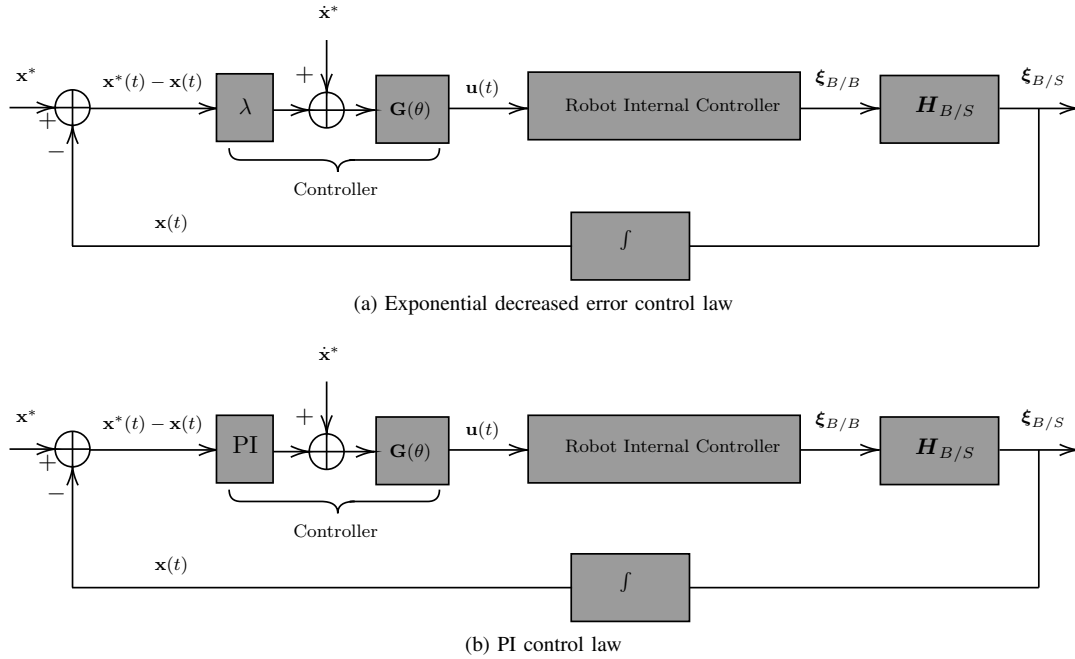 ẋ*
x* x*(t) − x(t) λ + G(θ) u(t) Robot Internal Controller ξ_{B/B} H_{B/S} ξ_{B/S}
+
−
Controller
x(t) ∫
(a) Exponential decreased error control law
ẋ*
x* x*(t) − x(t) PI + G(θ) u(t) Robot Internal Controller ξ_{B/B} H_{B/S} ξ_{B/S}
+
−
Controller
x(t) ∫
(b) PI control law